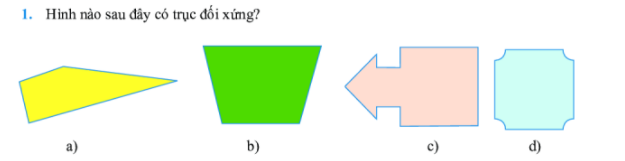 1. Hình nào sau đây có trục đối xứng?
a) b) c) d)